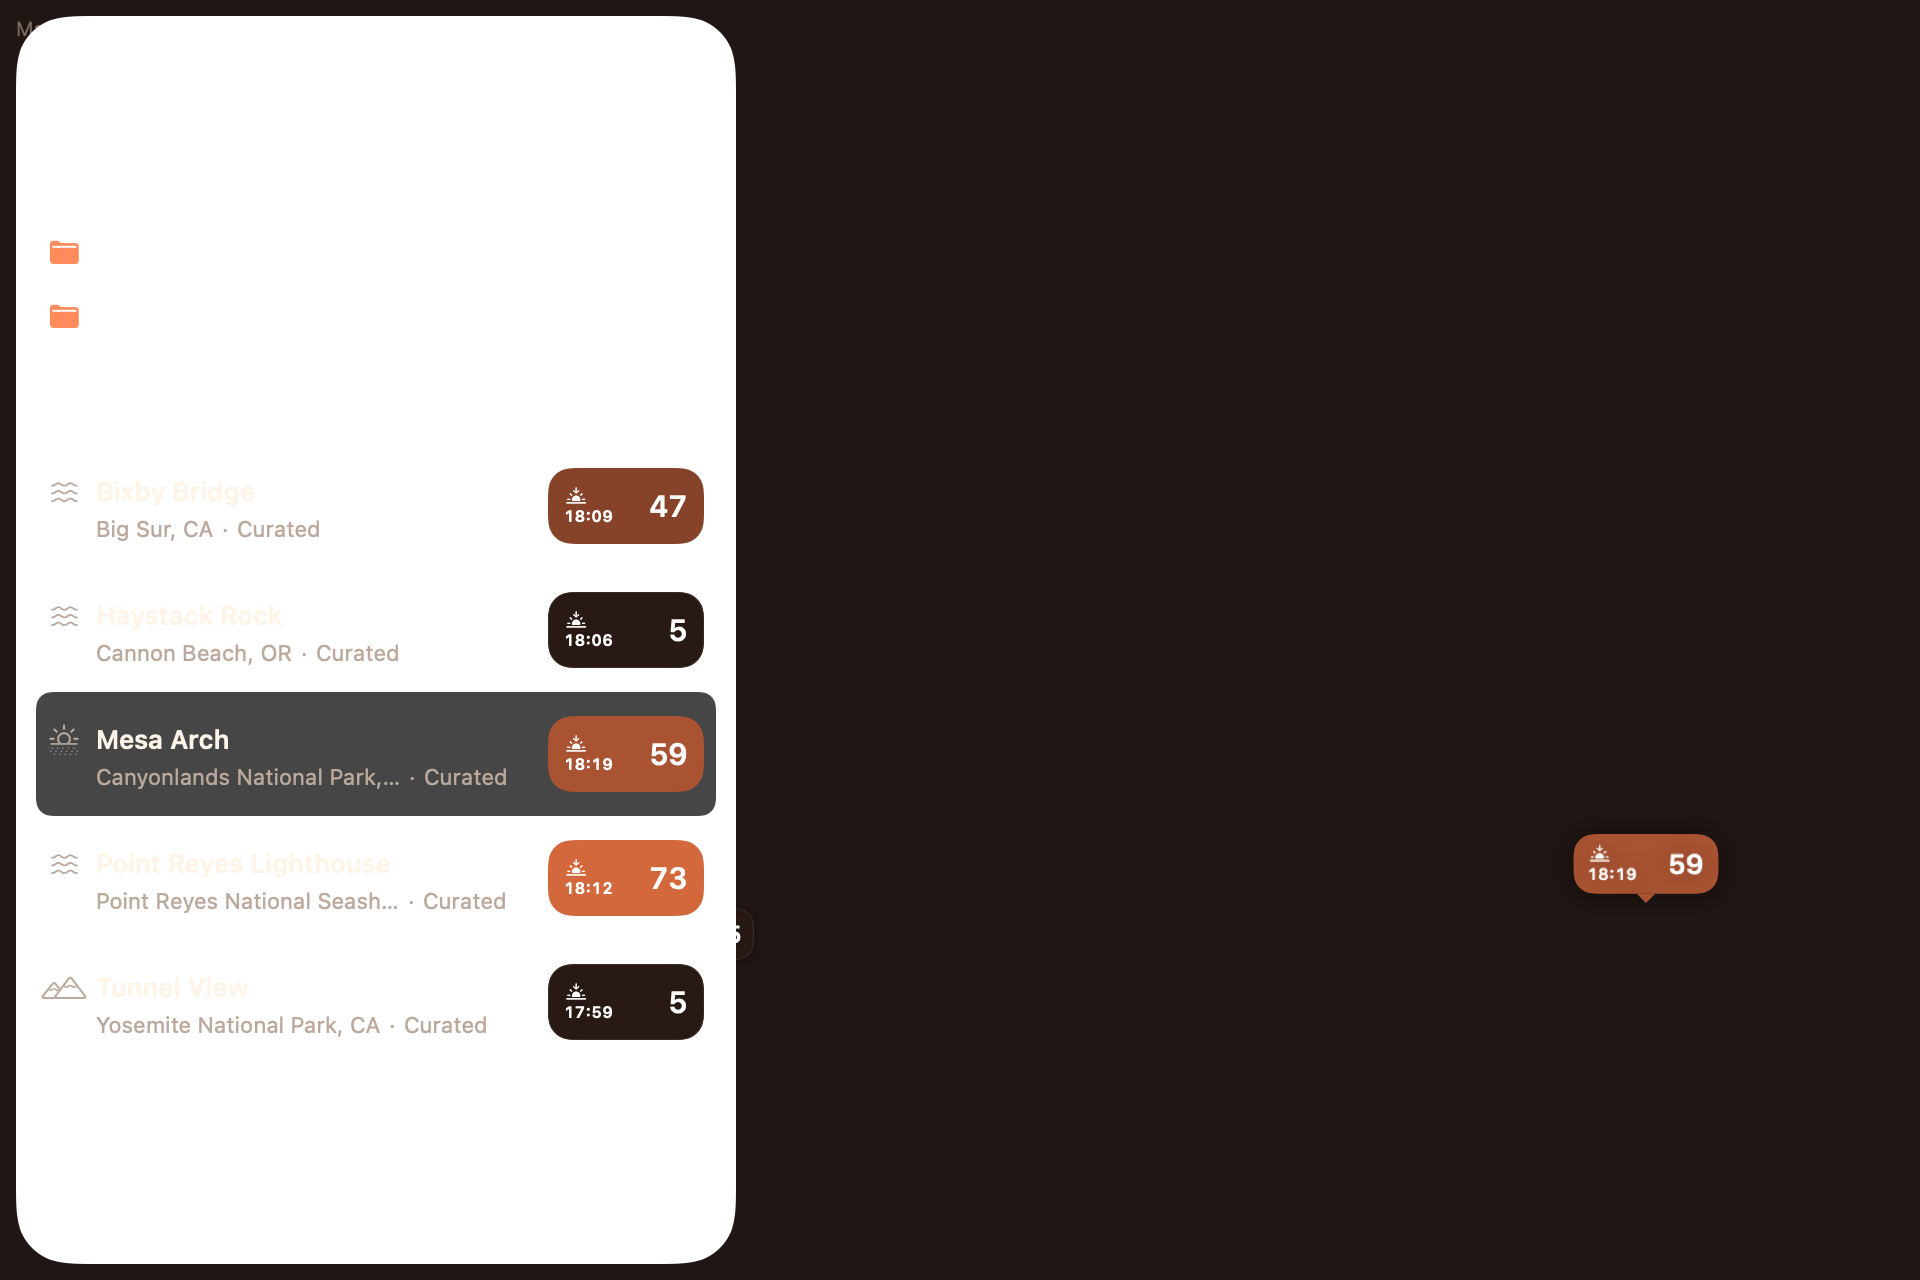 Bixby Bridge
Big Sur, CA · Curated
18:09
47
Haystack Rock
Cannon Beach, OR · Curated
18:06
5
Mesa Arch
Canyonlands National Park,... · Curated
18:19
59
Point Reyes Lighthouse
Point Reyes National Seash... · Curated
18:12
73
Tunnel View
Yosemite National Park, CA · Curated
17:59
5
18:19
59